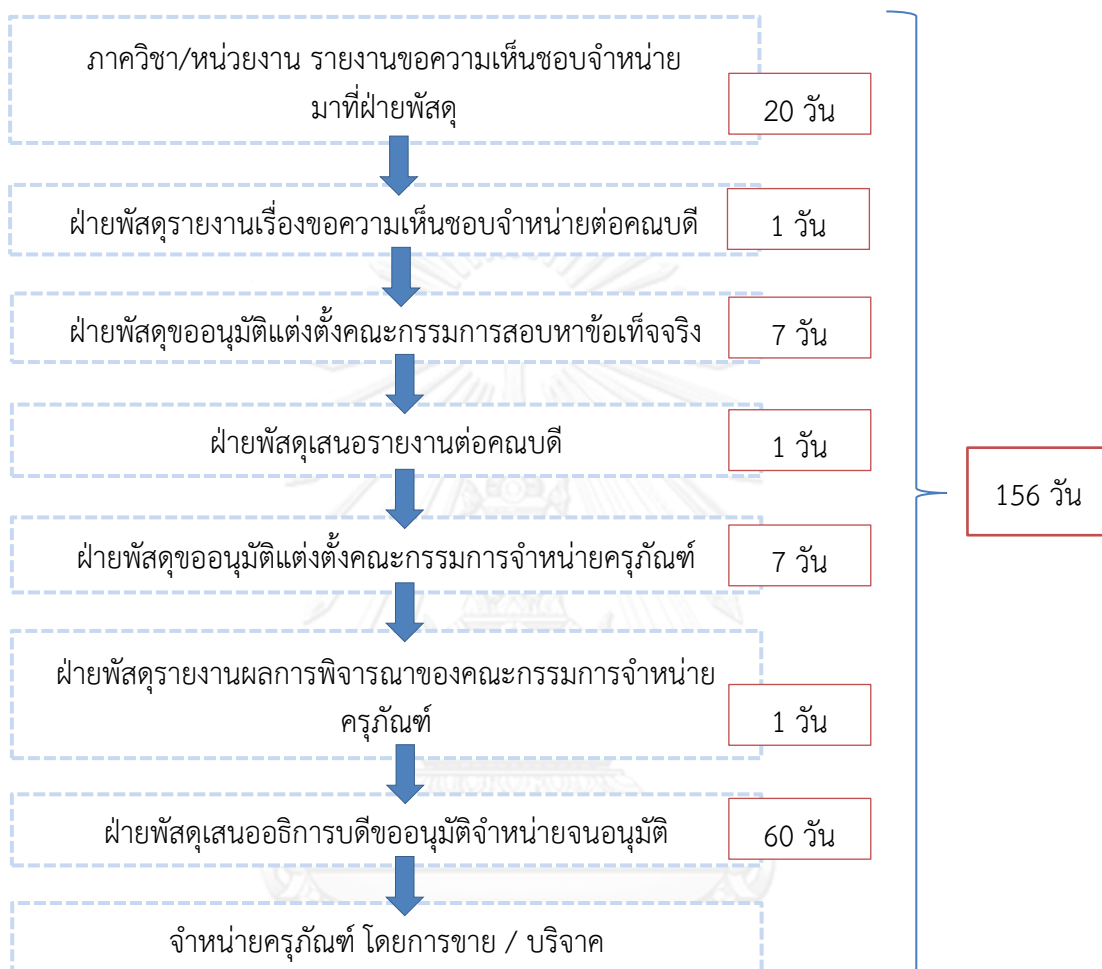 ภาควิชา/หน่วยงาน รายงานขอความเห็นชอบจำหน่าย
มาที่ฝ่ายพัสดุ
20 วัน
ฝ่ายพัสดุรายงานเรื่องขอความเห็นชอบจำหน่ายต่อคณบดี
1 วัน
ฝ่ายพัสดุขออนุมัติแต่งตั้งคณะกรรมการสอบหาข้อเท็จจริง
7 วัน
ฝ่ายพัสดุเสนอรายงานต่อคณบดี
1 วัน
156 วัน
ฝ่ายพัสดุขออนุมัติแต่งตั้งคณะกรรมการจำหน่ายครุภัณฑ์
7 วัน
ฝ่ายพัสดุรายงานผลการพิจารณาของคณะกรรมการจำหน่าย
ครุภัณฑ์
1 วัน
ฝ่ายพัสดุเสนออธิการบดีขออนุมัติจำหน่ายจนอนุมัติ
60 วัน
จำหน่ายครุภัณฑ์ โดยการขาย / บริจาค